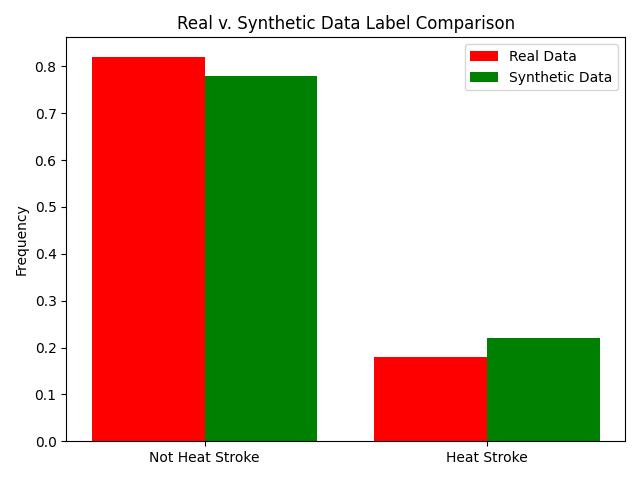 Real v. Synthetic Data Label Comparison
Real Data
Synthetic Data
Frequency
0.8
0.7
0.6
0.5
0.4
0.3
0.2
0.1
0.0
Not Heat Stroke
Heat Stroke